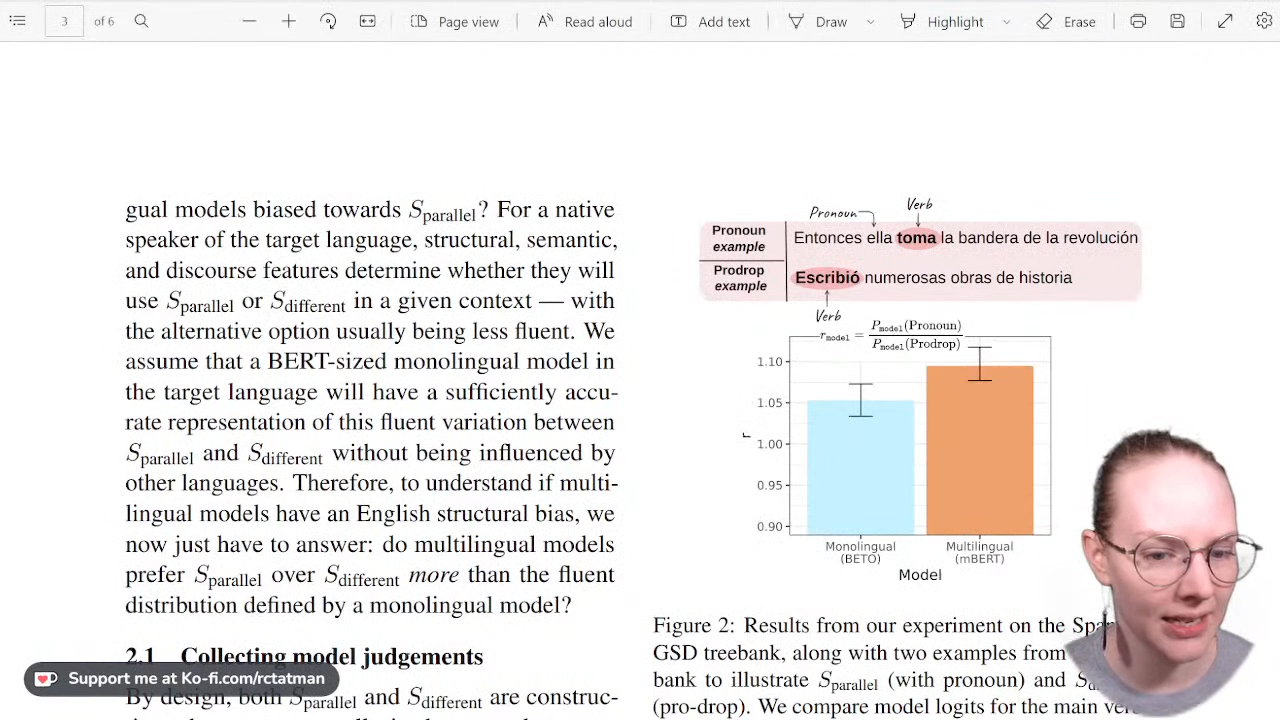 3 of 6 Page view Read aloud Add text Draw Highlight Erase
gual models biased towards S_parallel? For a native
speaker of the target language, structural, semantic,
and discourse features determine whether they will
use S_parallel or S_different in a given context — with
the alternative option usually being less fluent. We
assume that a BERT-sized monolingual model in
the target language will have a sufficiently accu-
rate representation of this fluent variation between
S_parallel and S_different without being influenced by
other languages. Therefore, to understand if multi-
lingual models have an English structural bias, we
now just have to answer: do multilingual models
prefer S_parallel over S_different more than the fluent
distribution defined by a monolingual model?
2.1 Collecting model judgements
By design, both S_parallel and S_different are construc-
Support me at Ko-fi.com/rctatman
Pronoun Verb
Pronoun example Entonces ella toma la bandera de la revolución
Prodrop example Escribió numerosas obras de historia
Verb
r_model = P_model(Pronoun) / P_model(Prodrop)
1.10
1.05
1.00
0.95
0.90
r
Monolingual (BETO) Multilingual (mBERT)
Model
Figure 2: Results from our experiment on the
GSD treebank, along with two examples from
bank to illustrate S_parallel (with pronoun) and
(pro-drop). We compare model logits for the main